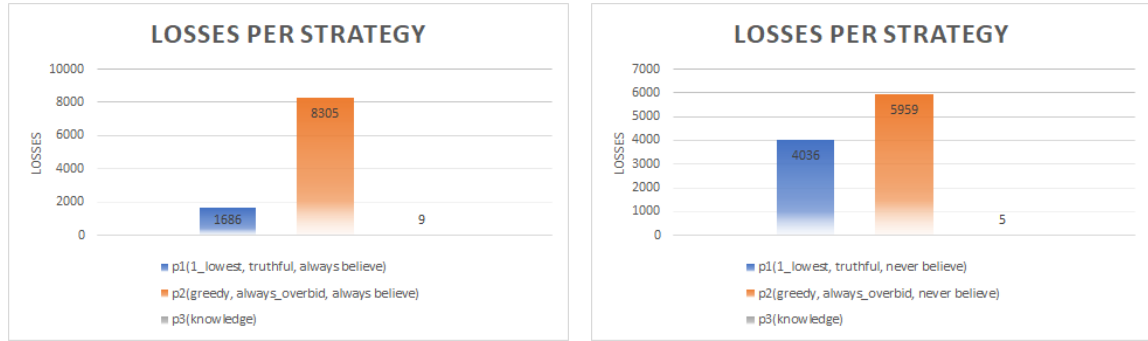 LOSSES PER STRATEGY
10000
8000
6000
4000
2000
0
LOSSES
8305
1686
9
p1(1_lowest, truthful, always believe)
p2(greedy, always_overbid, always believe)
p3(knowledge)
LOSSES PER STRATEGY
7000
6000
5000
4000
3000
2000
1000
0
LOSSES
5959
4036
5
p1(1_lowest, truthful, never believe)
p2(greedy, always_overbid, never believe)
p3(knowledge)